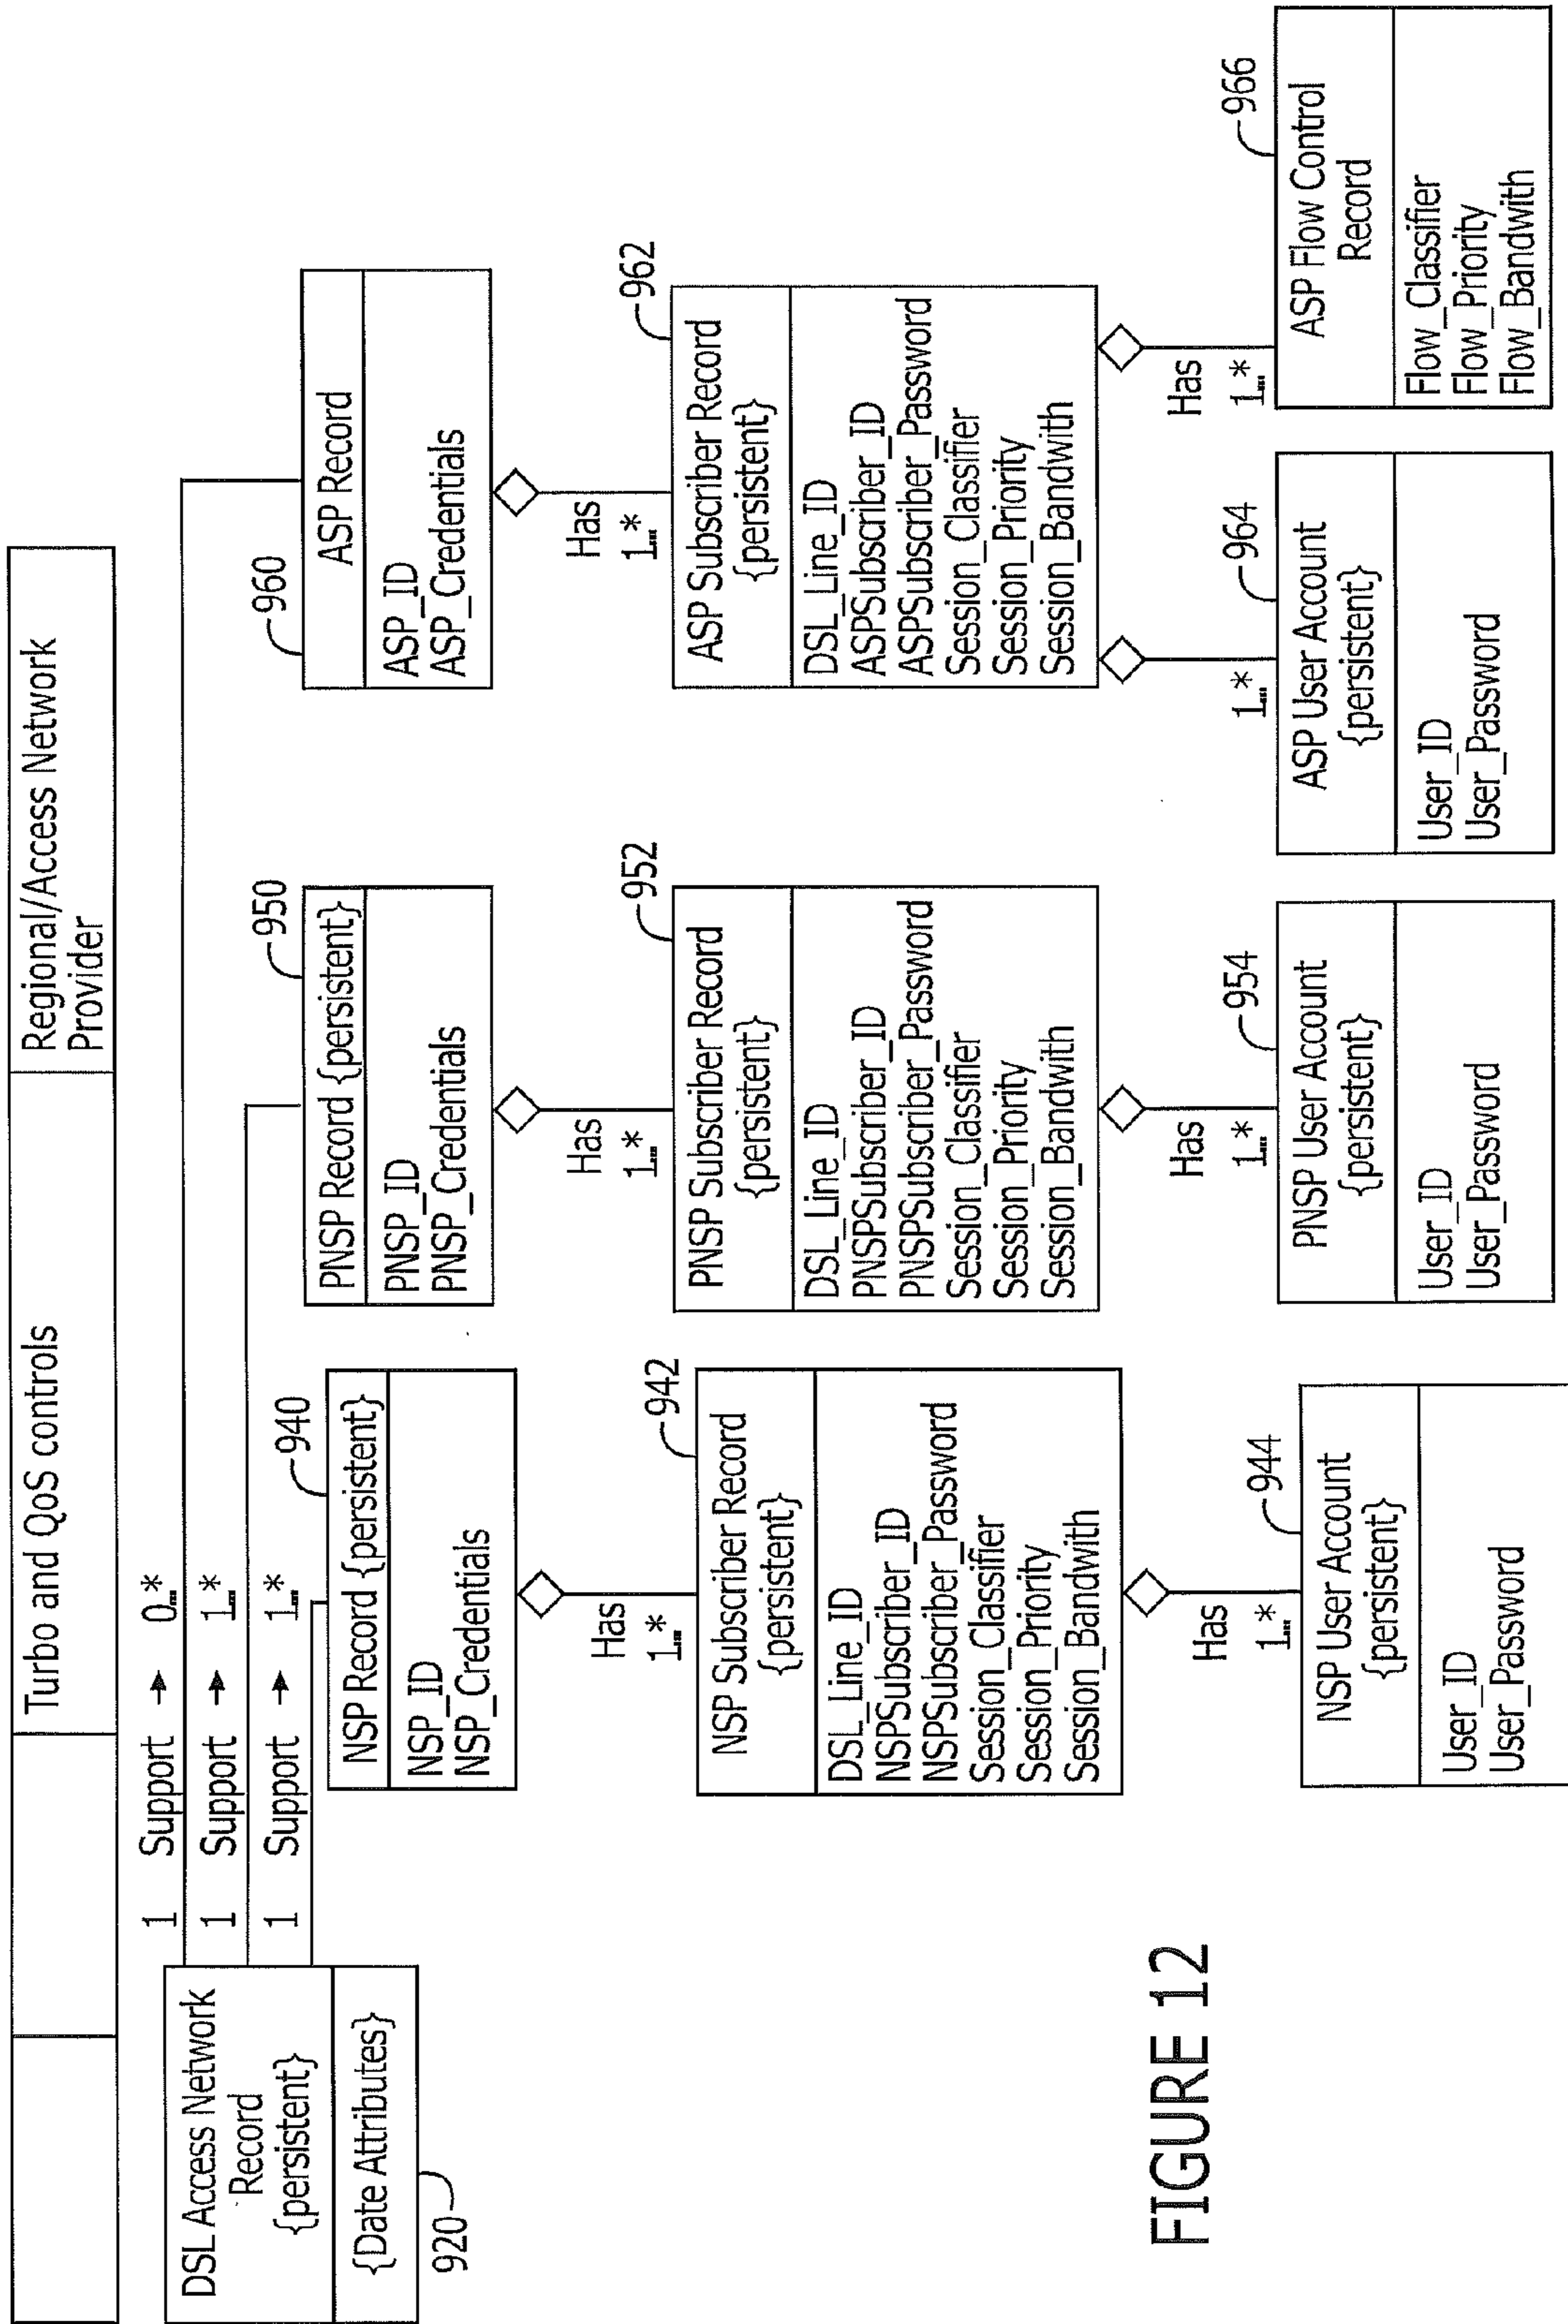 Turbo and QoS controls
Regional/Access Network
Provider
1 Support → 0..*
1 Support → 1..*
1 Support → 1..*
DSL Access Network
Record
{persistent}
{Date Attributes}
920
940
NSP Record {persistent}
NSP_ID
NSP_Credentials
Has
1..*
942
NSP Subscriber Record
{persistent}
DSL_Line_ID
NSPSubscriber_ID
NSPSubscriber_Password
Session_Classifier
Session_Priority
Session_Bandwith
Has
1..*
944
NSP User Account
{persistent}
User_ID
User_Password
950
PNSP Record {persistent}
PNSP_ID
PNSP_Credentials
Has
1..*
952
PNSP Subscriber Record
{persistent}
DSL_Line_ID
PNSPSubscriber_ID
PNSPSubscriber_Password
Session_Classifier
Session_Priority
Session_Bandwith
Has
1..*
954
PNSP User Account
{persistent}
User_ID
User_Password
960
ASP Record
ASP_ID
ASP_Credentials
Has
1..*
962
ASP Subscriber Record
{persistent}
DSL_Line_ID
ASPSubscriber_ID
ASPSubscriber_Password
Session_Classifier
Session_Priority
Session_Bandwith
1..*
964
ASP User Account
{persistent}
User_ID
User_Password
Has
1..*
966
ASP Flow Control
Record
Flow_Classifier
Flow_Priority
Flow_Bandwith
FIGURE 12